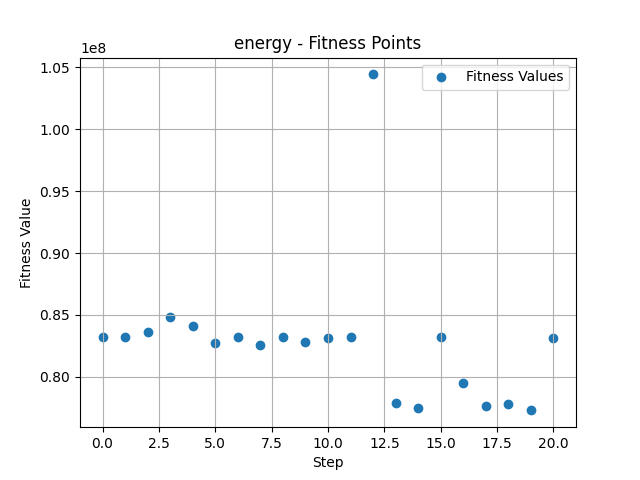 energy - Fitness Points
1e8
Fitness Values
1.05
1.00
0.95
0.90
0.85
0.80
Fitness Value
0.0 2.5 5.0 7.5 10.0 12.5 15.0 17.5 20.0
Step